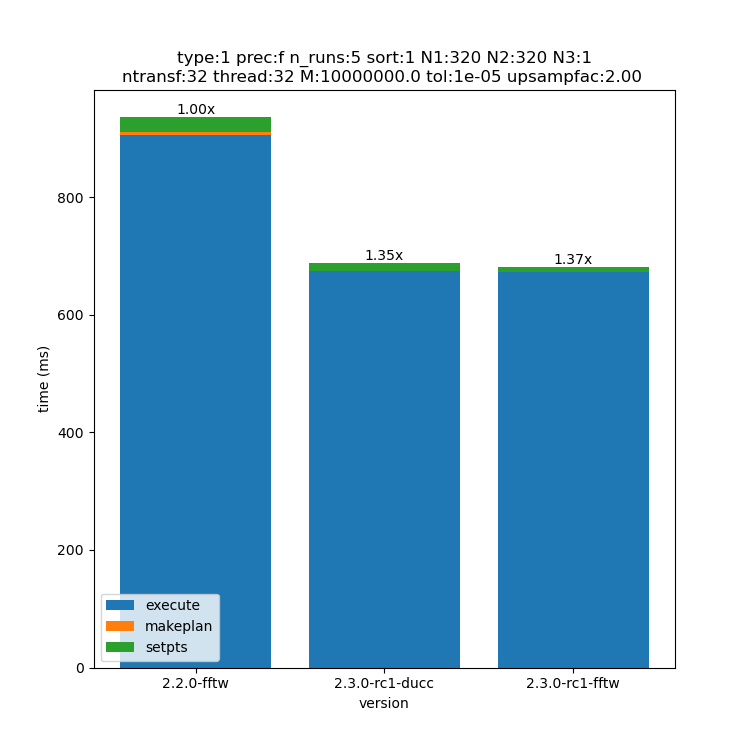 type:1 prec:f n_runs:5 sort:1 N1:320 N2:320 N3:1
ntransf:32 thread:32 M:10000000.0 tol:1e-05 upsampfac:2.00
1.00x
1.35x
1.37x
800
600
400
200
0
time (ms)
execute
makeplan
setpts
2.2.0-fftw
2.3.0-rc1-ducc
2.3.0-rc1-fftw
version